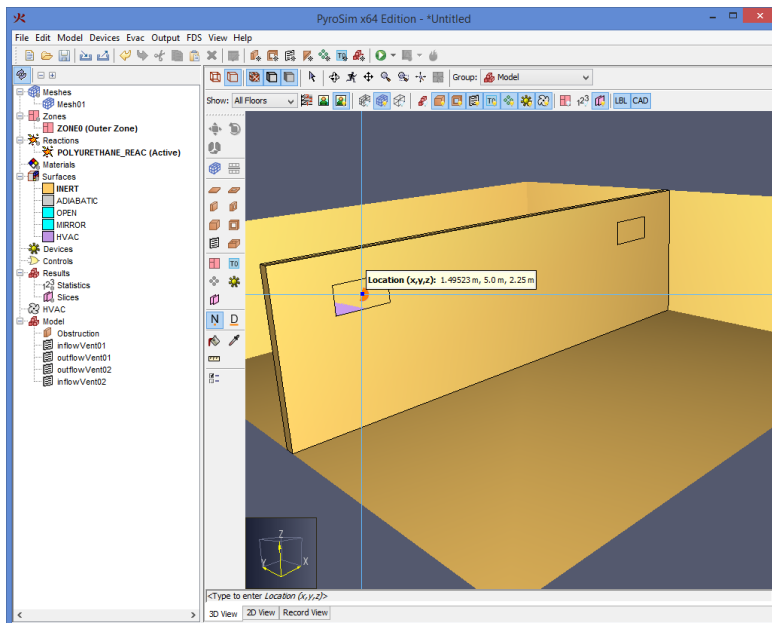 火
PyroSim x64 Edition - *Untitled
File Edit Model Devices Evac Output FDS View Help
Group: Model
Show: All Floors
123
LBL CAD
Meshes
Mesh01
Zones
ZONE0 (Outer Zone)
Reactions
POLYURETHANE_REAC (Active)
Materials
Surfaces
INERT
ADIABATIC
OPEN
MIRROR
HVAC
Devices
Controls
Results
123 Statistics
Slices
HVAC
Model
Obstruction
inflowVent01
outflowVent01
outflowVent02
inflowVent02
T0
N D
Location (x,y,z): 1.49523 m, 5.0 m, 2.25 m
Z
Y X
<Type to enter Location (x,y,z)>
3D View 2D View Record View